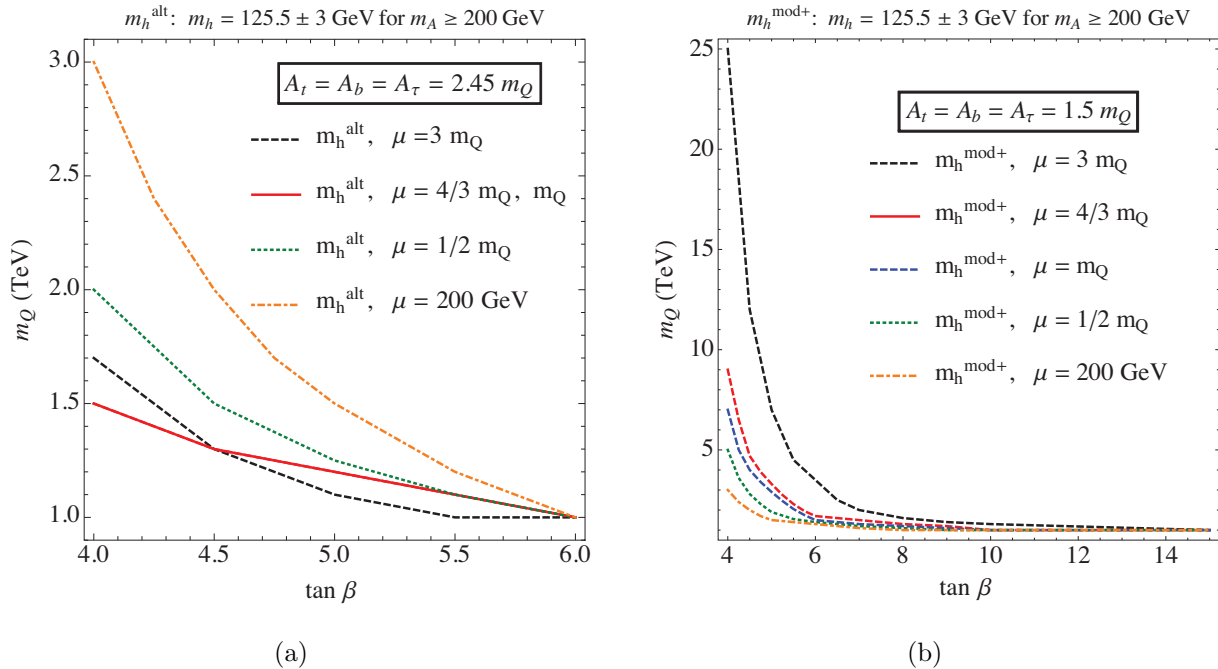 m_h^alt: m_h = 125.5 ± 3 GeV for m_A ≥ 200 GeV
A_t = A_b = A_τ = 2.45 m_Q
m_h^alt, μ = 3 m_Q
m_h^alt, μ = 4/3 m_Q, m_Q
m_h^alt, μ = 1/2 m_Q
m_h^alt, μ = 200 GeV
3.0
2.5
2.0
1.5
1.0
m_Q (TeV)
4.0 4.5 5.0 5.5 6.0
tan β
(a)
m_h^mod+: m_h = 125.5 ± 3 GeV for m_A ≥ 200 GeV
A_t = A_b = A_τ = 1.5 m_Q
m_h^mod+, μ = 3 m_Q
m_h^mod+, μ = 4/3 m_Q
m_h^mod+, μ = m_Q
m_h^mod+, μ = 1/2 m_Q
m_h^mod+, μ = 200 GeV
25
20
15
10
5
m_Q (TeV)
4 6 8 10 12 14
tan β
(b)